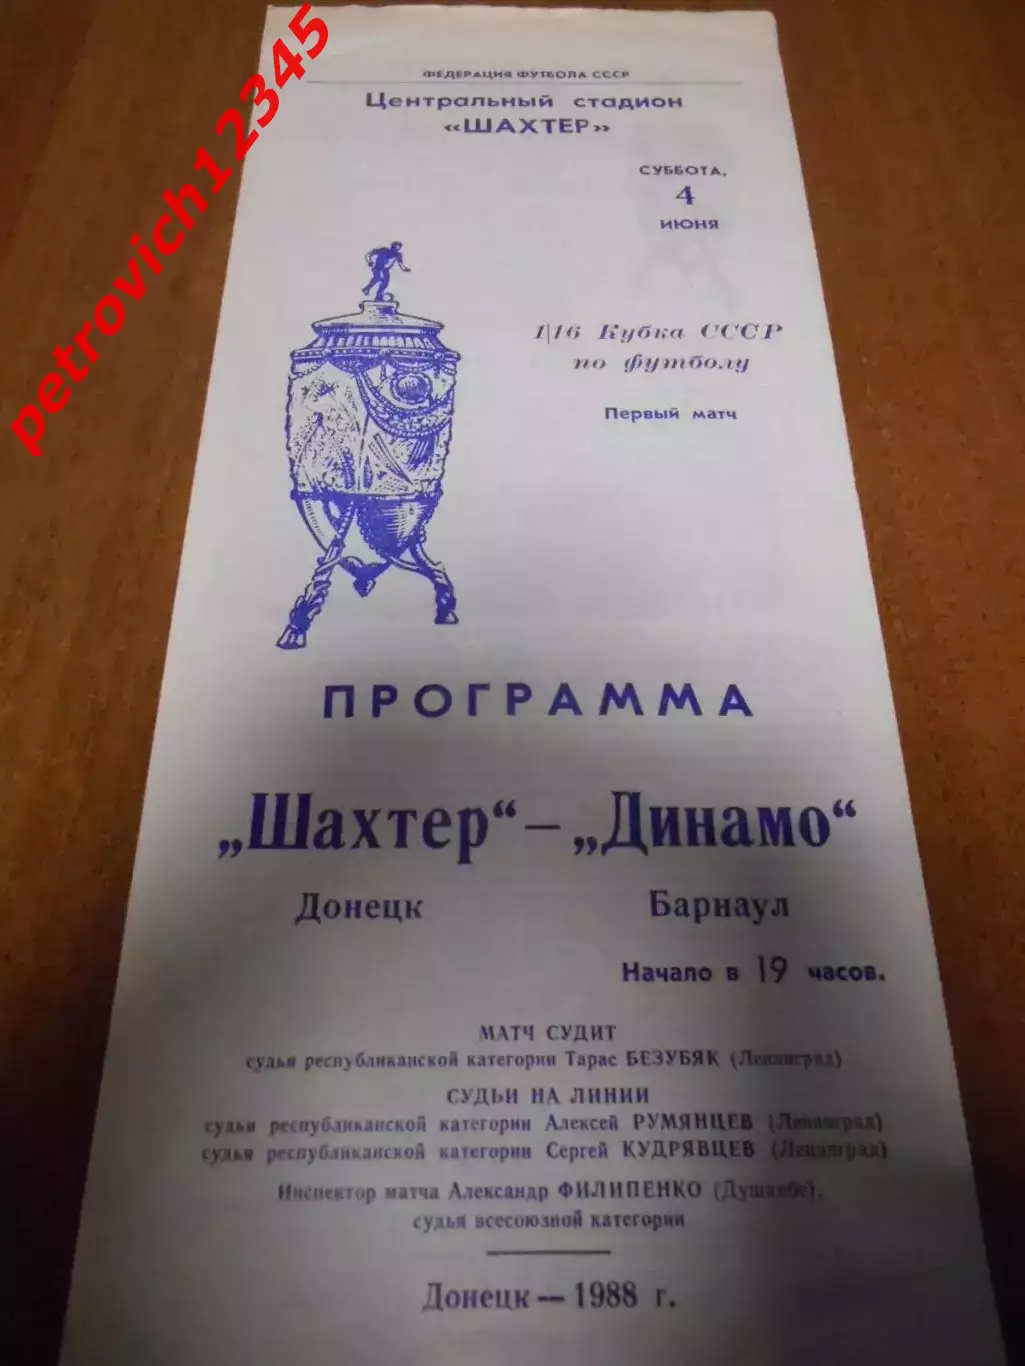 petrovich12345
ФЕДЕРАЦИЯ ФУТБОЛА СССР
Центральный стадион
«ШАХТЕР»
СУББОТА,
4
ИЮНЯ
1|16 Кубка СССР
по футболу
Первый матч
ПРОГРАММА
„Шахтер“ – „Динамо“
Донецк Барнаул
Начало в 19 часов.
МАТЧ СУДИТ
судья республиканской категории Тарас БЕЗУБЯК (Ленинград)
СУДЬИ НА ЛИНИИ
судья республиканской категории Алексей РУМЯНЦЕВ (Ленинград)
судья республиканской категории Сергей КУДРЯВЦЕВ (Ленинград)
Инспектор матча Александр ФИЛИПЕНКО (Душанбе),
судья всесоюзной категории
Донецк — 1988 г.